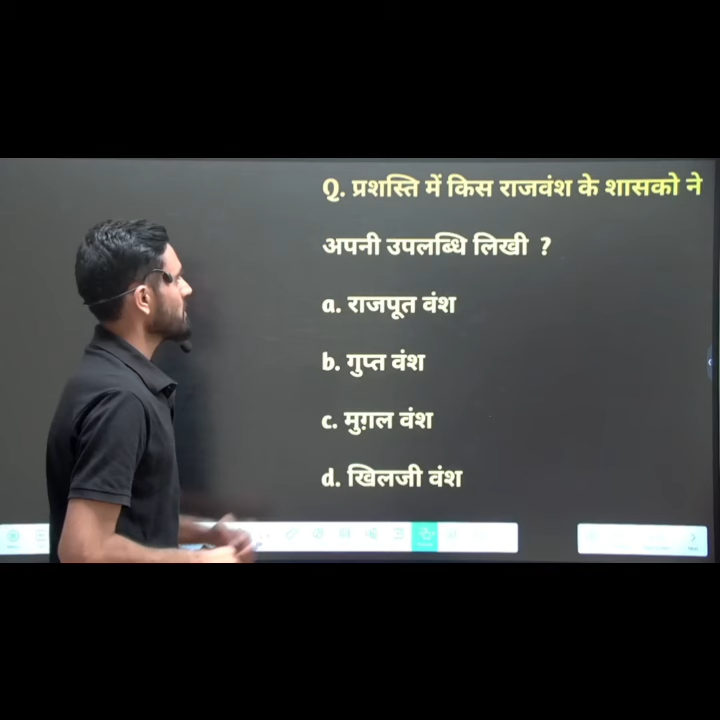 Q. प्रशस्ति में किस राजवंश के शासको ने
अपनी उपलब्धि लिखी ?
a. राजपूत वंश
b. गुप्त वंश
c. मुग़ल वंश
d. खिलजी वंश